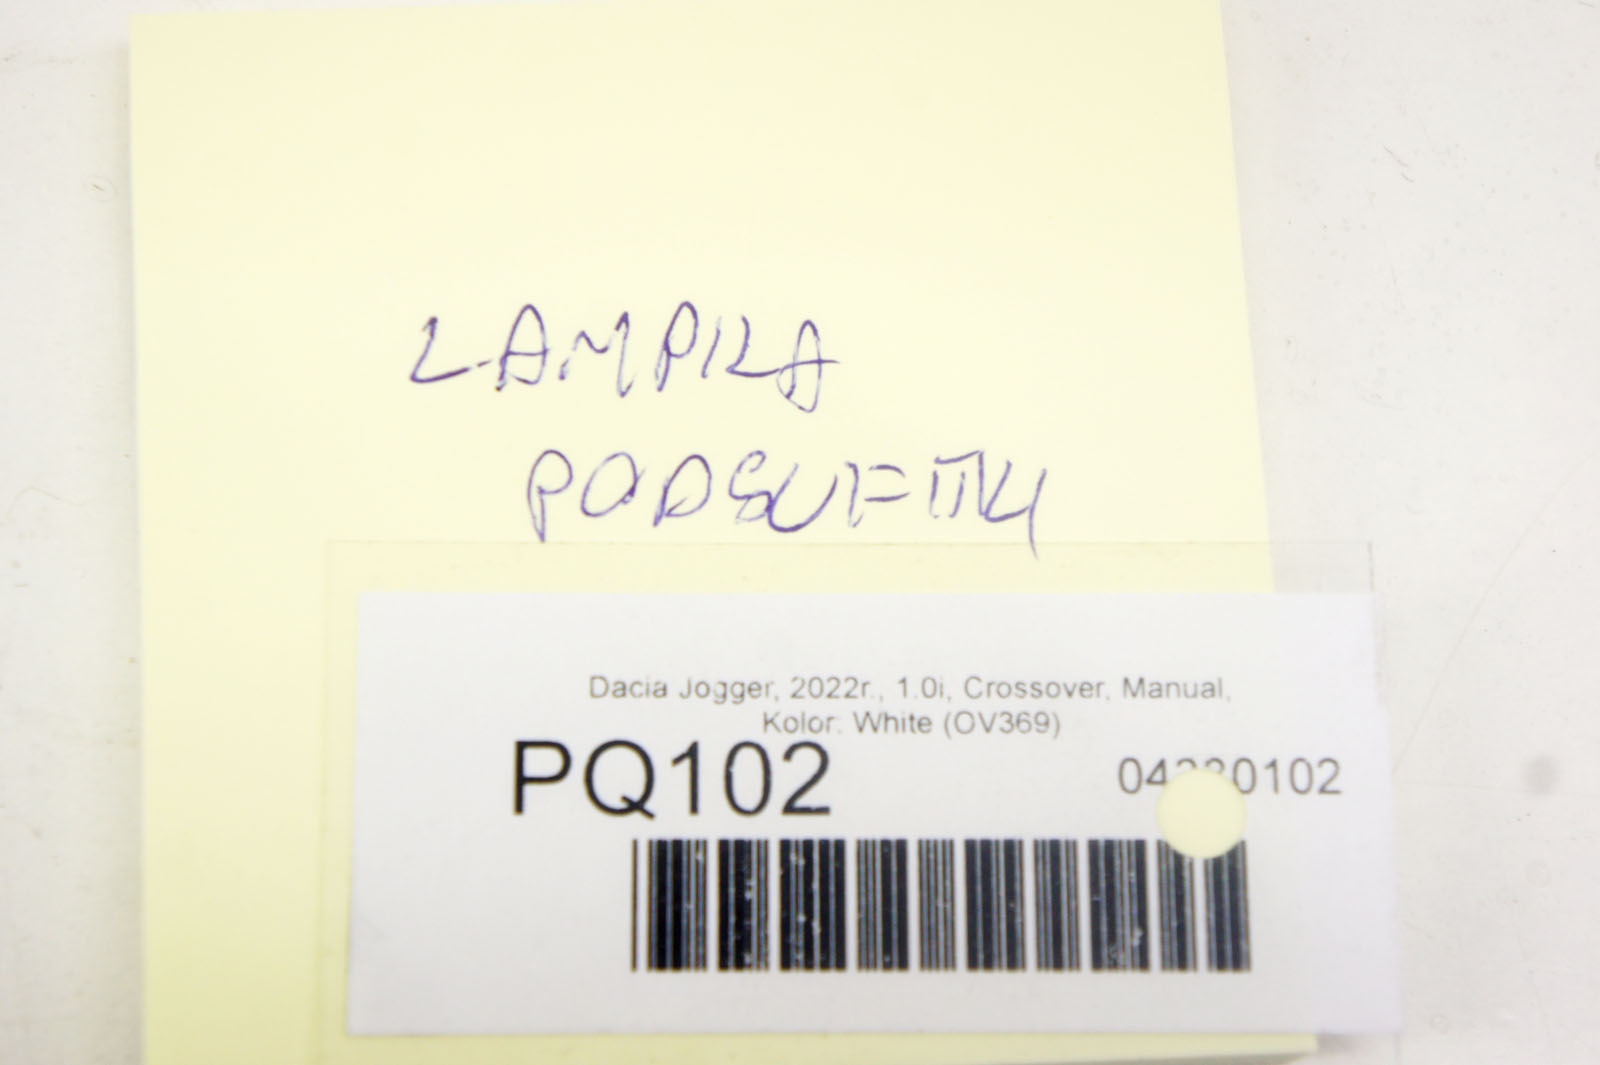 LAMPKA
PODSUFITKI
Dacia Jogger, 2022r., 1.0i, Crossover, Manual,
Kolor: White (OV369)
PQ102